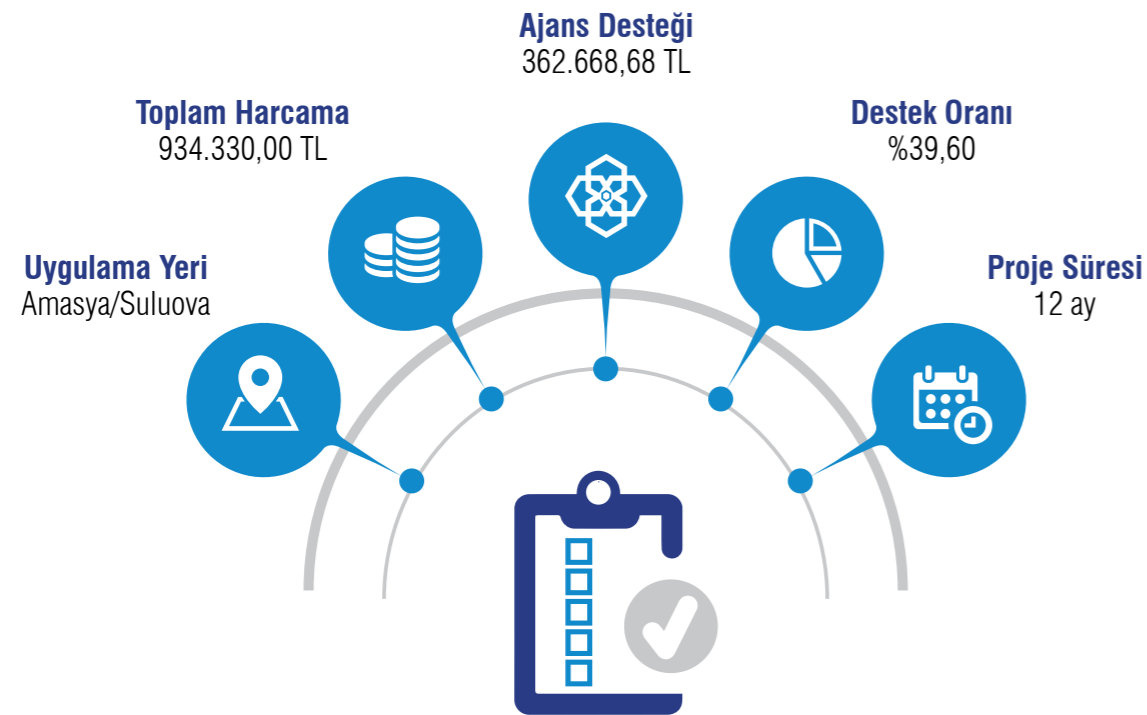 Ajans Desteği
362.668,68 TL
Toplam Harcama
934.330,00 TL
Destek Oranı
%39,60
Uygulama Yeri
Amasya/Suluova
Proje Süresi
12 ay